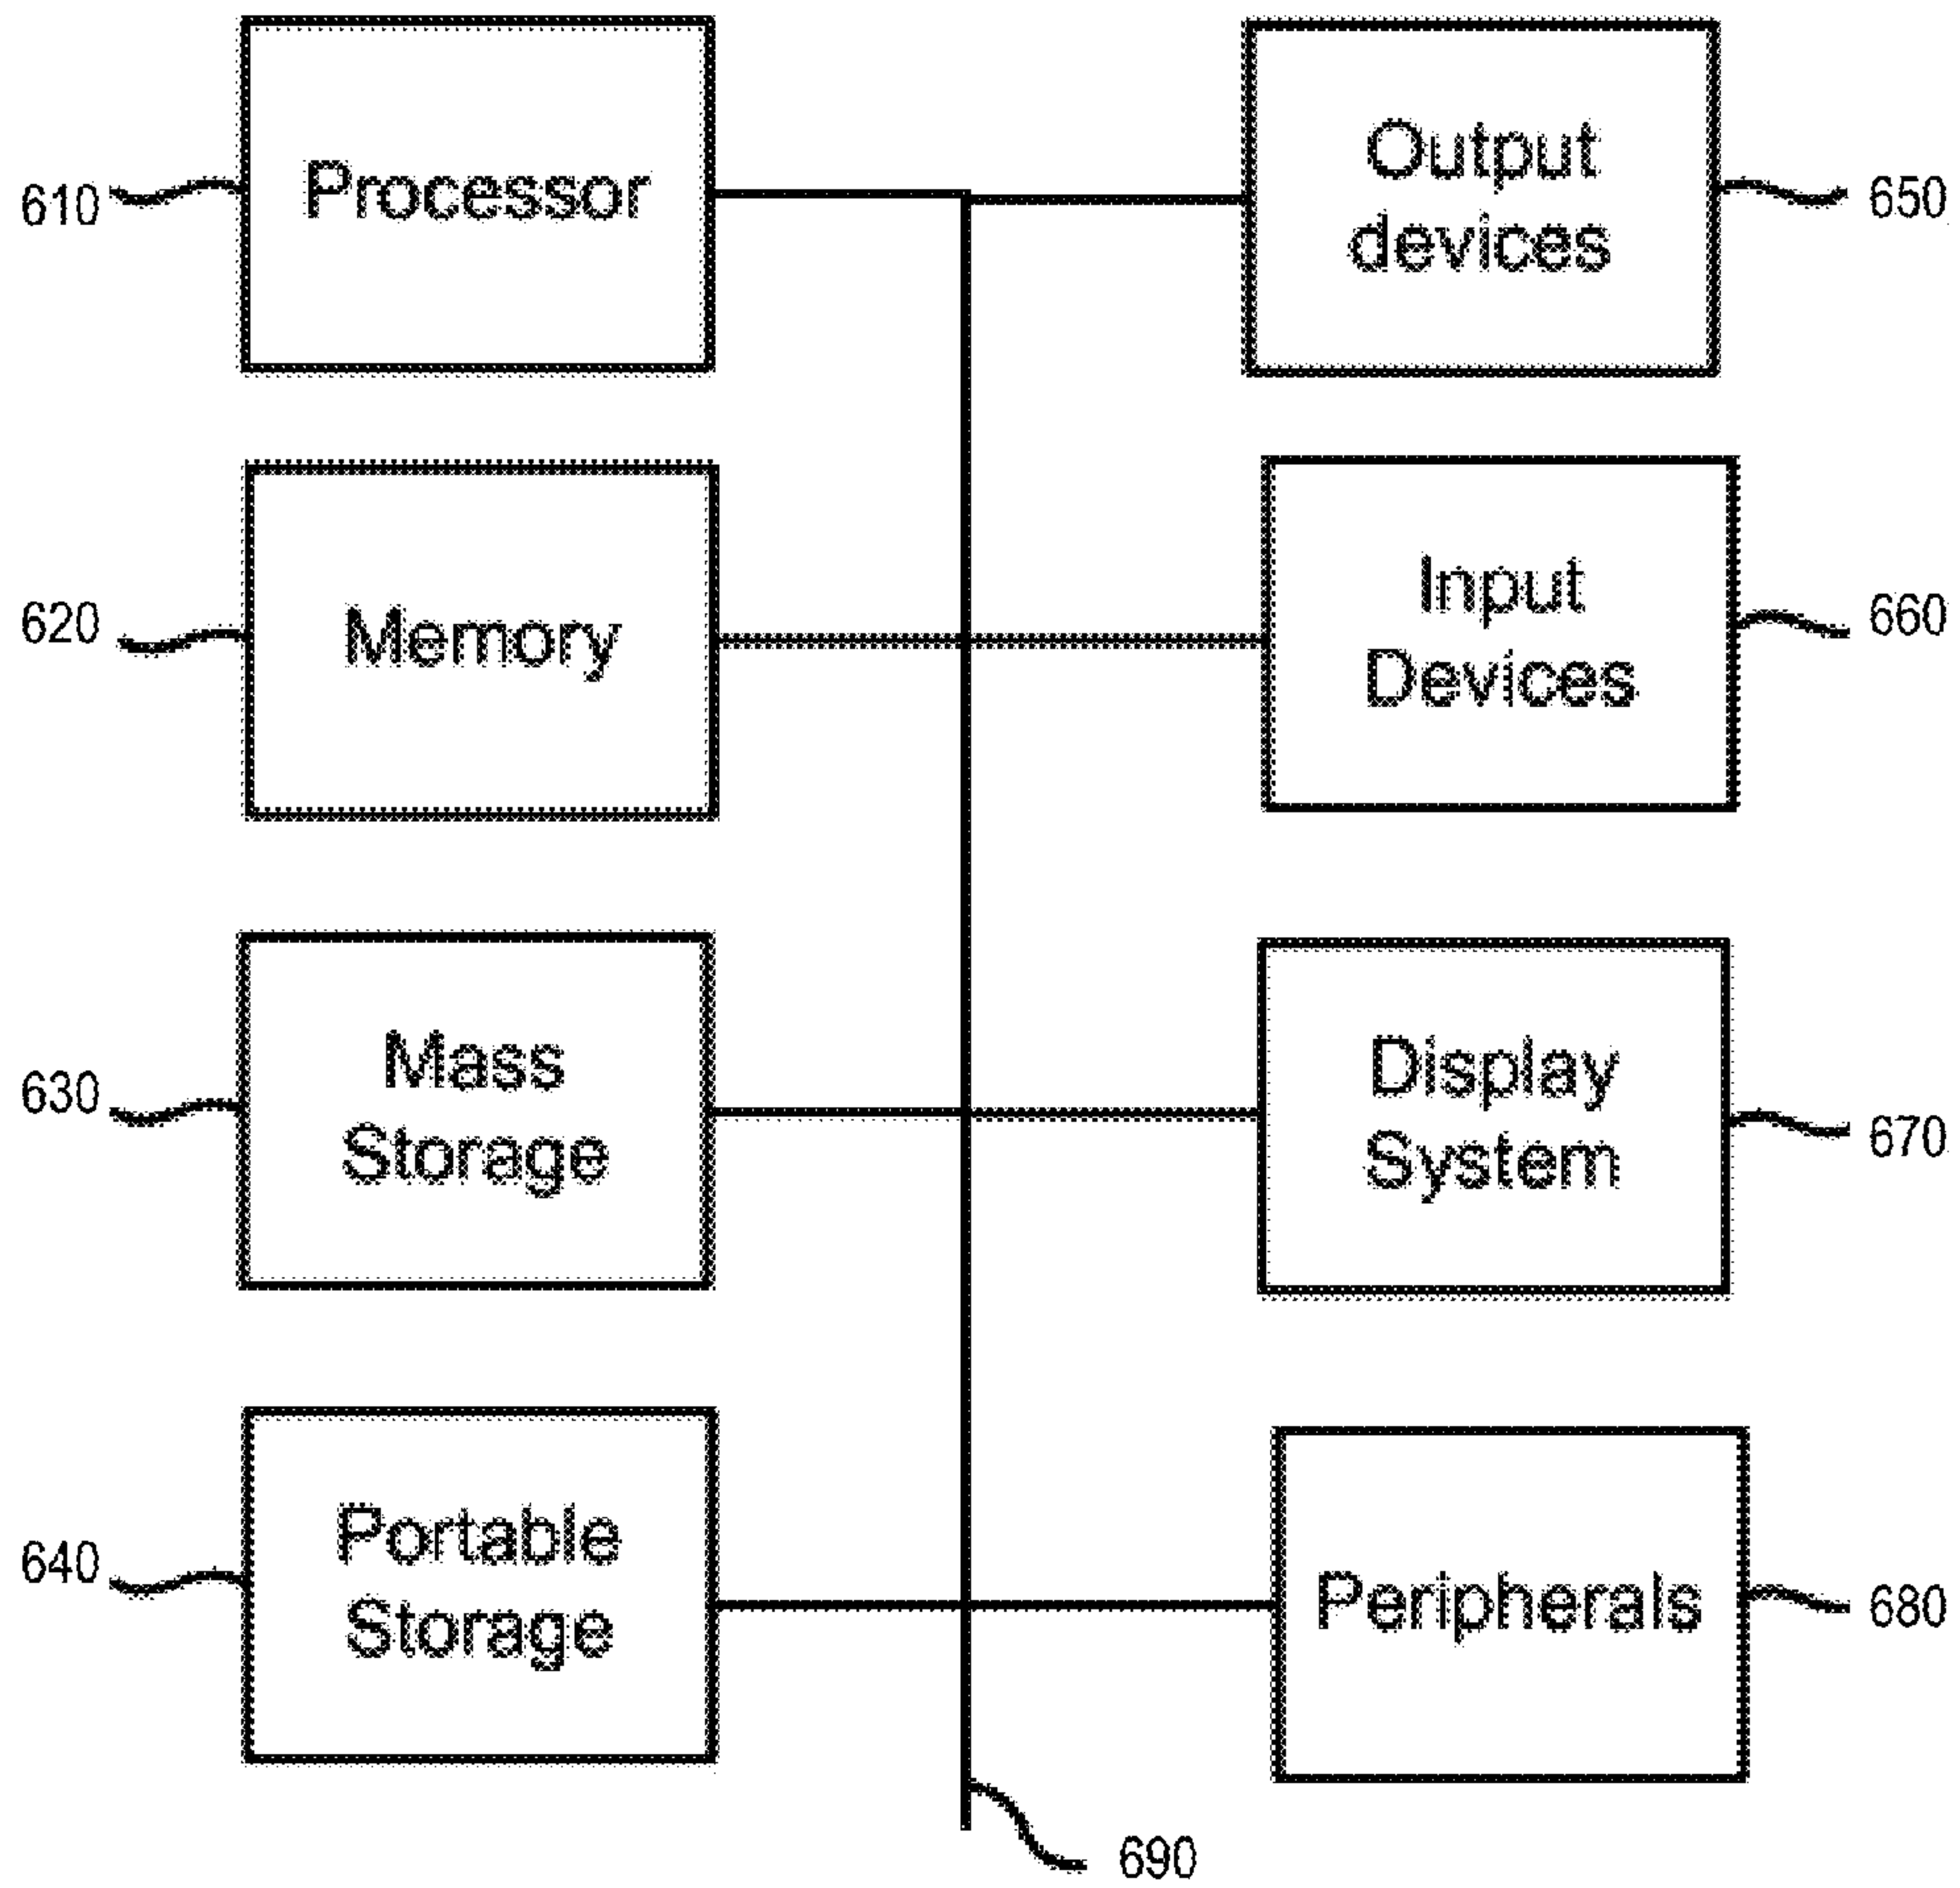 610
Processor
Output
devices
650
620
Memory
Input
Devices
660
630
Mass
Storage
Display
System
670
640
Portable
Storage
Peripherals
680
690